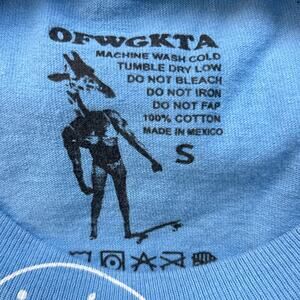 OFWGKTA
MACHINE WASH COLD
TUMBLE DRY LOW
DO NOT BLEACH
DO NOT IRON
DO NOT FAP
100% COTTON
MADE IN MEXICO
S